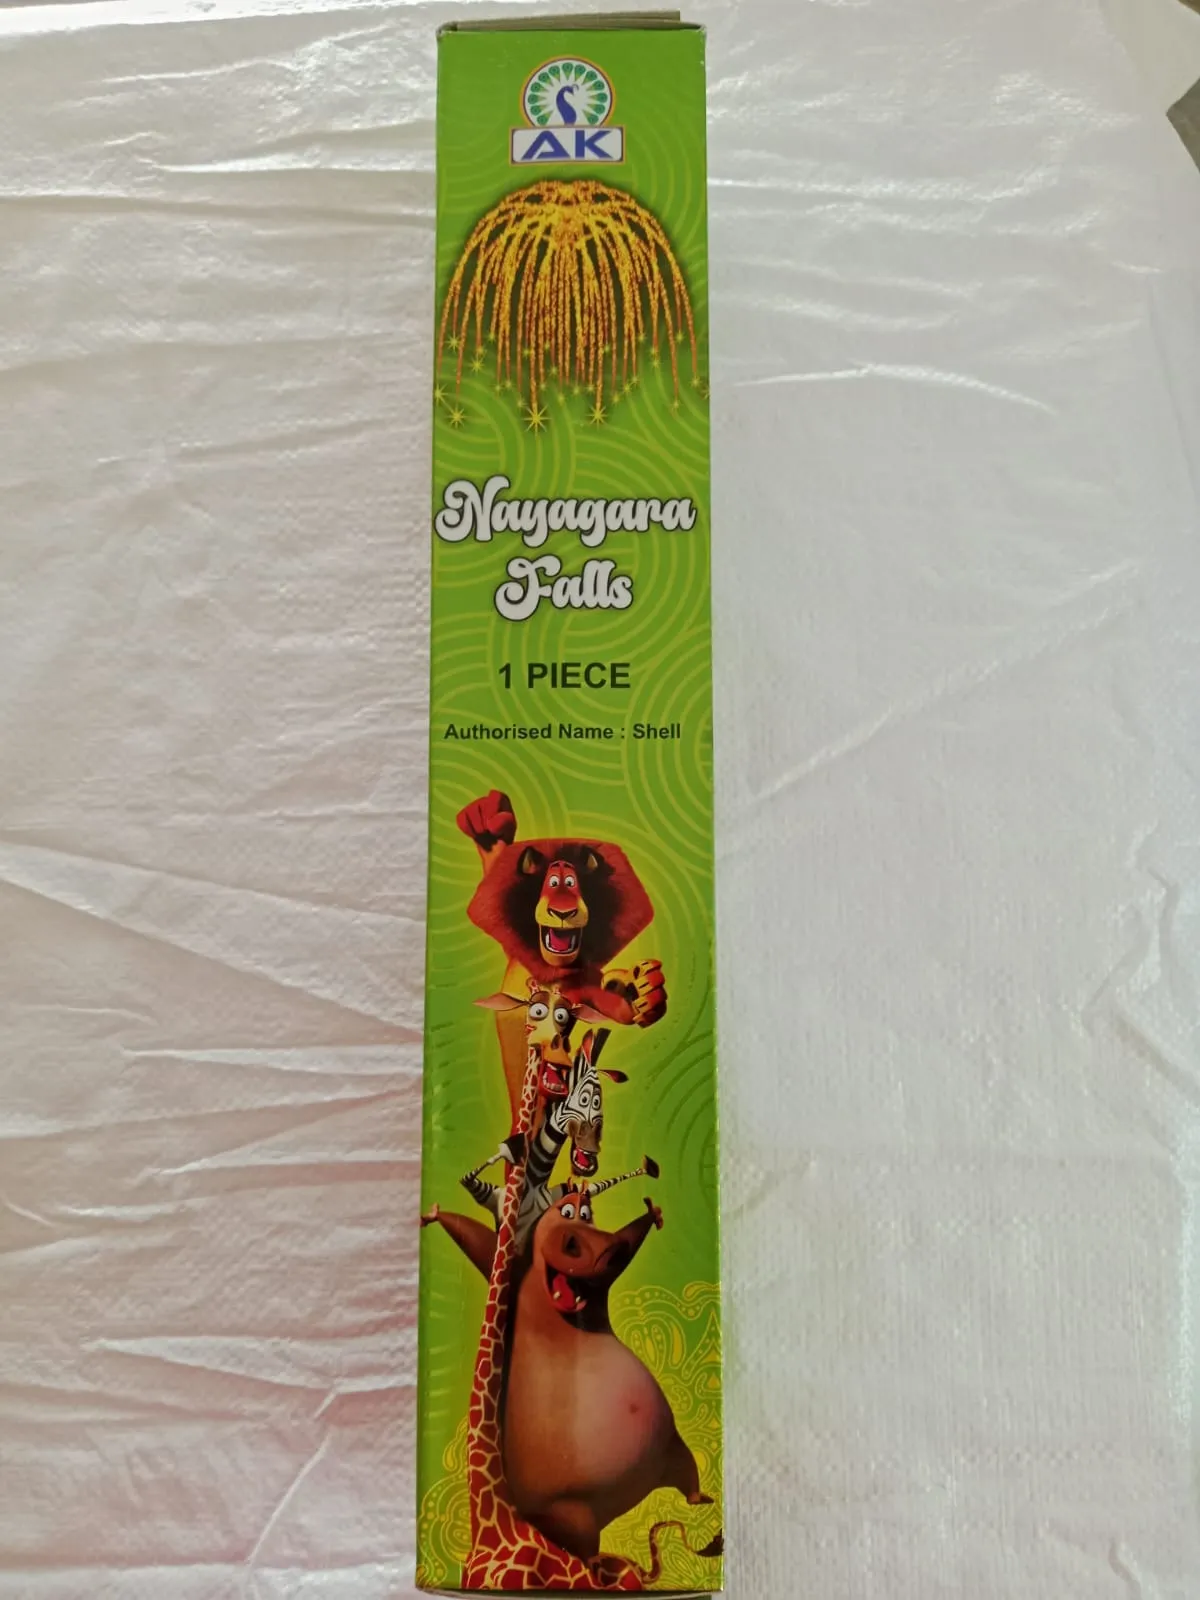 AK
Nayagara
Falls
1 PIECE
Authorised Name : Shell